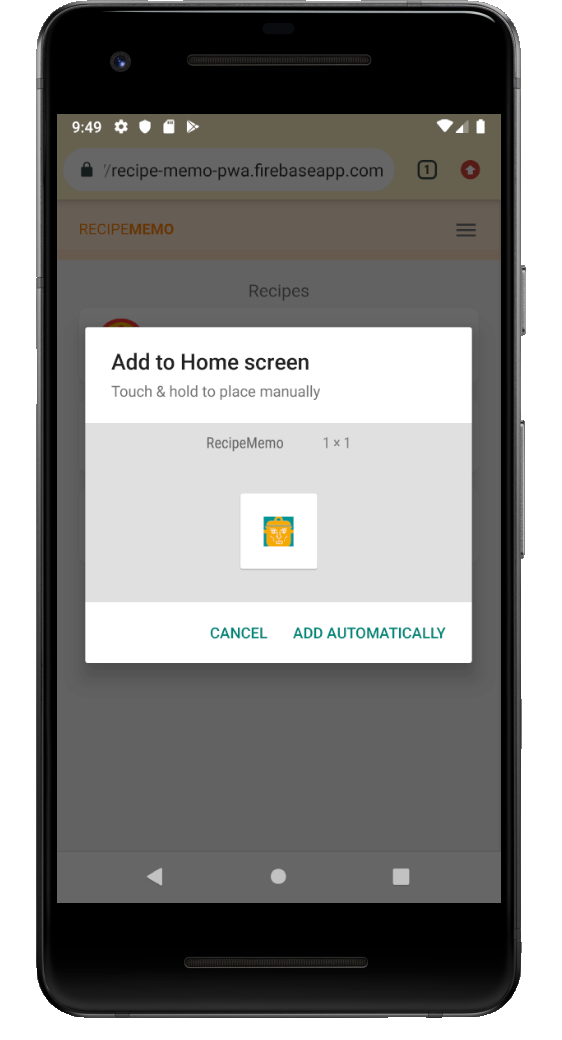 9:49
//recipe-memo-pwa.firebaseapp.com
1
RECIPEMEMO
Recipes
Add to Home screen
Touch & hold to place manually
RecipeMemo 1 × 1
CANCEL ADD AUTOMATICALLY